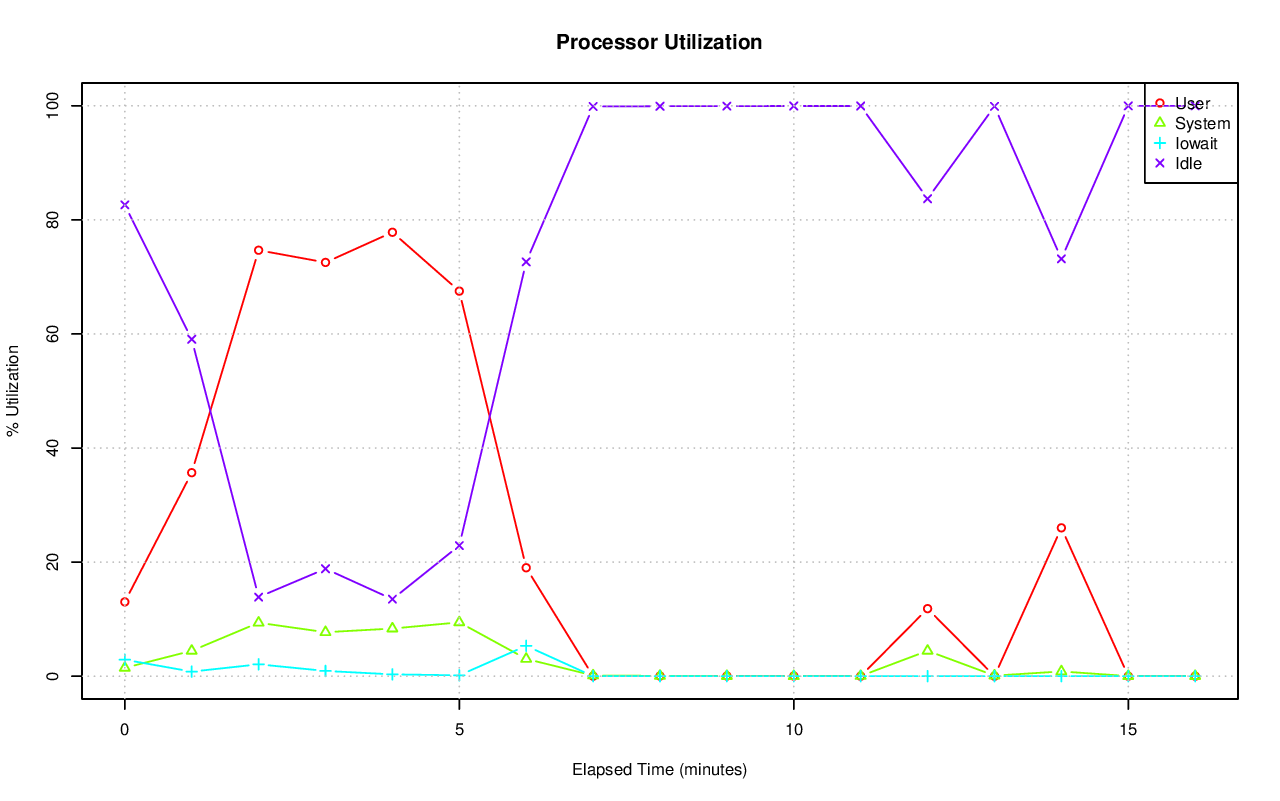 Processor Utilization
100
80
60
40
20
0
% Utilization
User
System
Iowait
Idle
0 5 10 15
Elapsed Time (minutes)